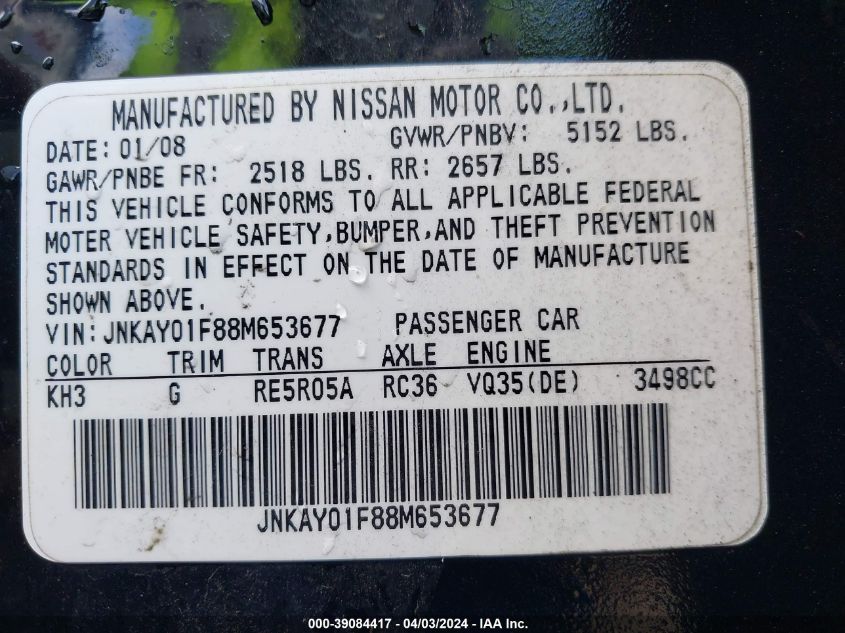 MANUFACTURED BY NISSAN MOTOR CO.,LTD.
DATE: 01/08 GVWR/PNBV: 5152 LBS.
GAWR/PNBE FR: 2518 LBS. RR: 2657 LBS.
THIS VEHICLE CONFORMS TO ALL APPLICABLE FEDERAL
MOTER VEHICLE SAFETY,BUMPER,AND THEFT PREVENTION
STANDARDS IN EFFECT ON THE DATE OF MANUFACTURE
SHOWN ABOVE.
VIN: JNKAY01F88M653677 PASSENGER CAR
COLOR TRIM TRANS AXLE ENGINE
KH3 G RE5R05A RC36 VQ35(DE) 3498CC
JNKAY01F88M653677
000-39084417 - 04/03/2024 - IAA Inc.